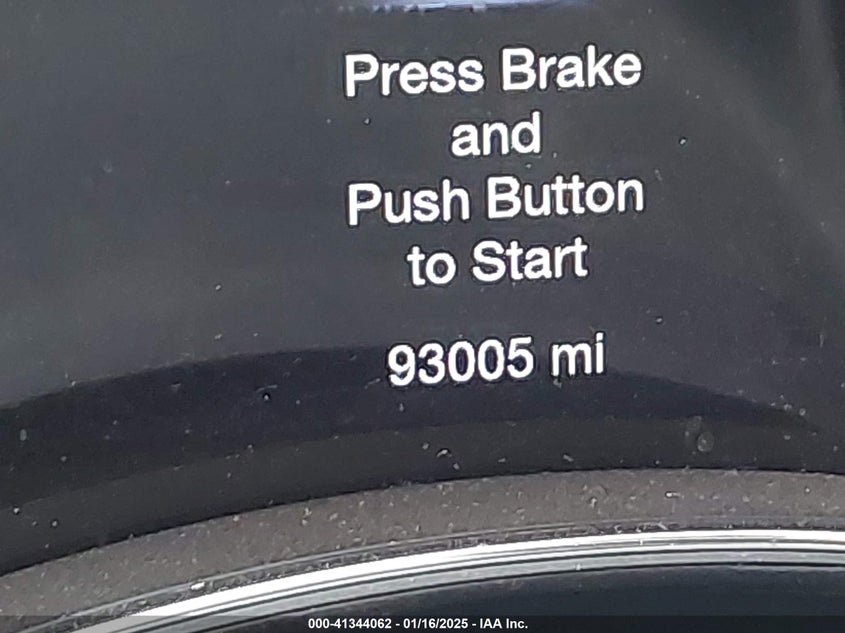 Press Brake
and
Push Button
to Start
93005 mi
000-41344062 - 01/16/2025 - IAA Inc.